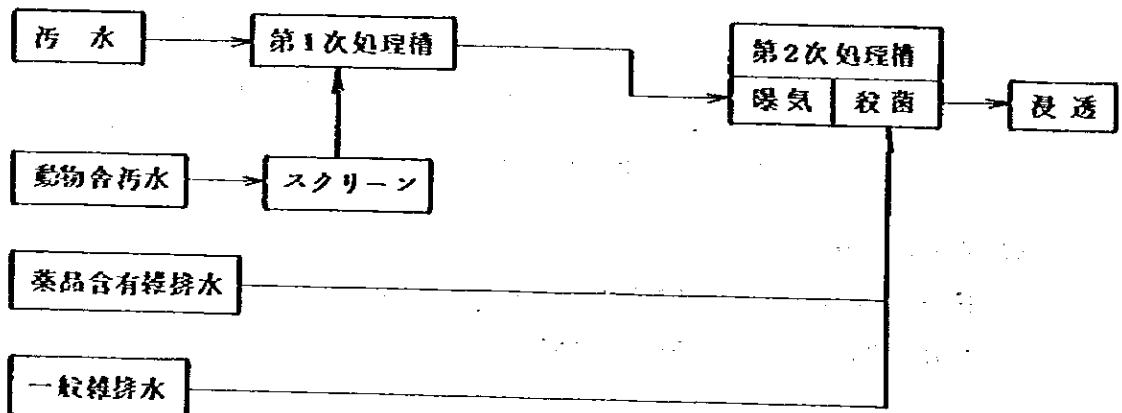 汚水
第1次処理槽
第2次処理槽
曝気
殺菌
浸透
動物舎汚水
スクリーン
薬品含有雑排水
一般雑排水